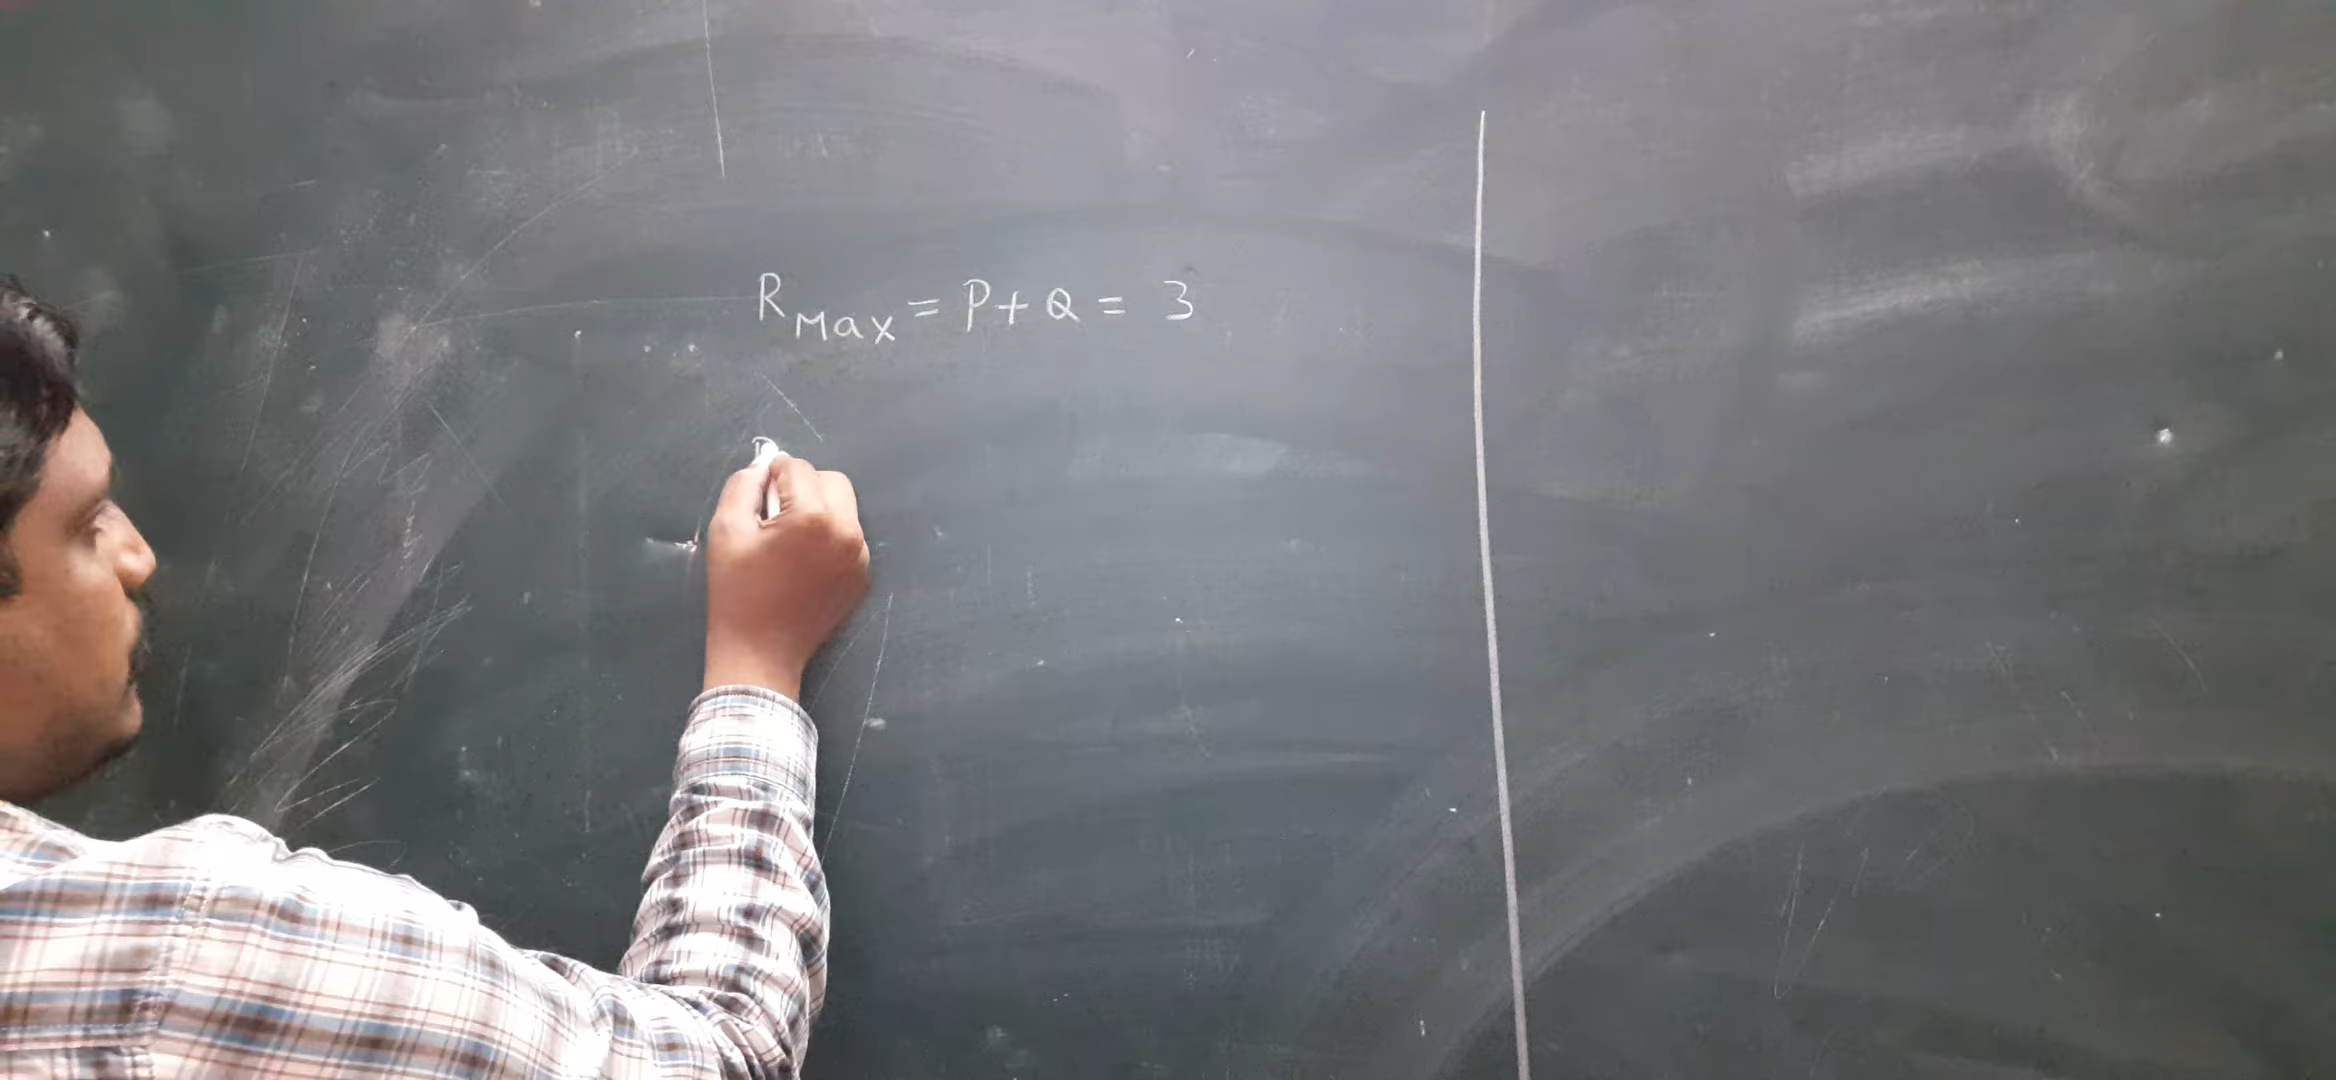 R_Max = P + Q = 3